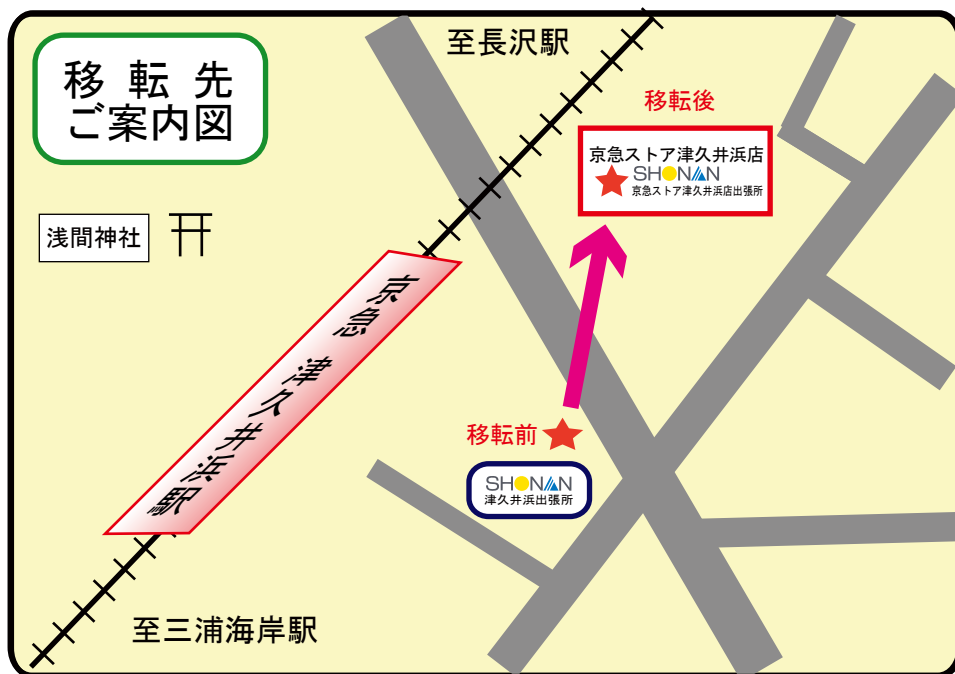 移転先
ご案内図
至長沢駅
移転後
京急ストア津久井浜店
SHONAN
京急ストア津久井浜店出張所
浅間神社
京急 津久井浜駅
移転前
SHONAN
津久井浜出張所
至三浦海岸駅